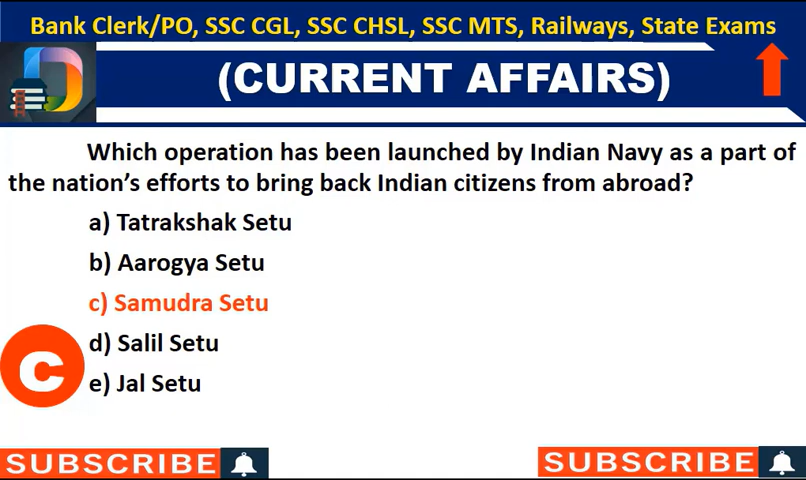 Bank Clerk/PO, SSC CGL, SSC CHSL, SSC MTS, Railways, State Exams
(CURRENT AFFAIRS)
Which operation has been launched by Indian Navy as a part of
the nation’s efforts to bring back Indian citizens from abroad?
a) Tatrakshak Setu
b) Aarogya Setu
c) Samudra Setu
d) Salil Setu
e) Jal Setu
C
SUBSCRIBE
SUBSCRIBE